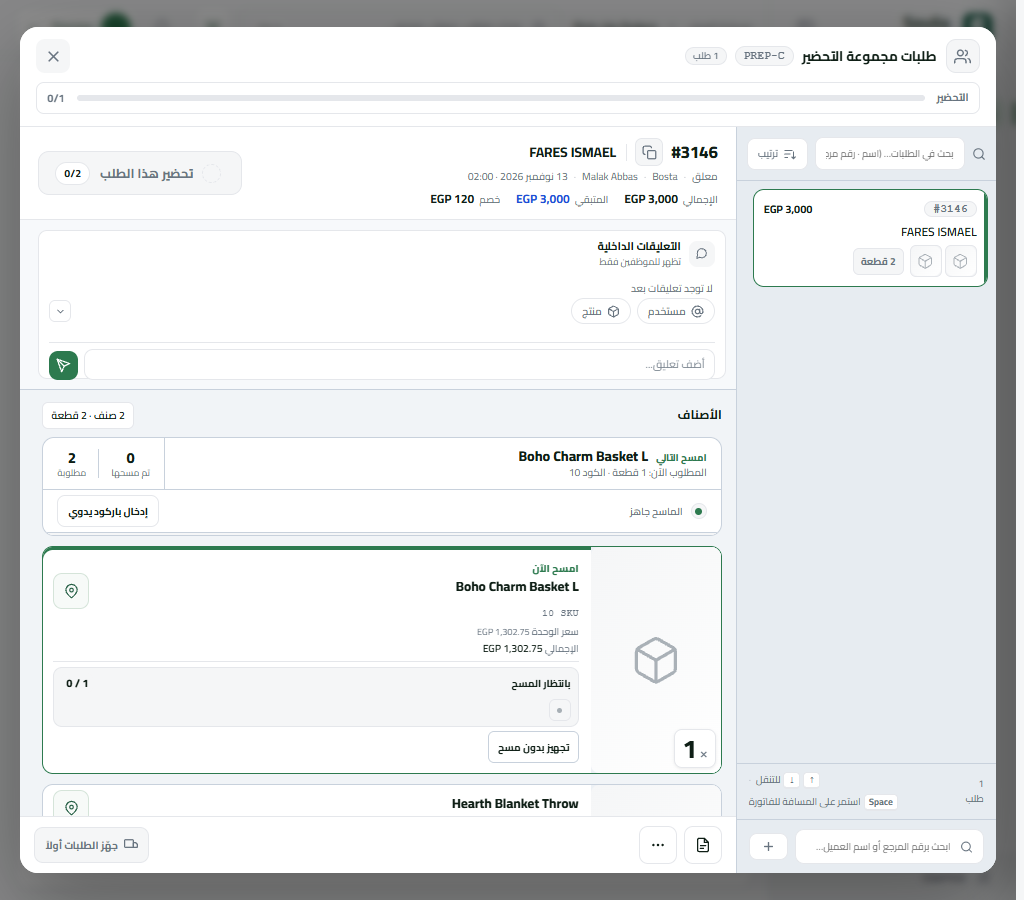 طلبات مجموعة التحضير PREP-C 1 طلب
التحضير 0/1
بحث في الطلبات... (اسم · رقم مرج
ترتيب
#3146 EGP 3,000
FARES ISMAEL
2 قطعة
↑ ↓ للتنقل ·
Space استمر على المسافة للفاتورة
1
طلب
ابحث برقم المرجع أو اسم العميل...
#3146 FARES ISMAEL
معلق · Malak Abbas · Bosta · 13 نوفمبر 2026 · 02:00
الإجمالي EGP 3,000 المتبقي EGP 3,000 خصم EGP 120
تحضير هذا الطلب 0/2
التعليقات الداخلية
تظهر للموظفين فقط
لا توجد تعليقات بعد
مستخدم منتج
أضف تعليق...
الأصناف 2 صنف · 2 قطعة
امسح التالي Boho Charm Basket L
المطلوب الآن: 1 قطعة · الكود 10
0 2
تم مسحها مطلوبة
الماسح جاهز إدخال باركود يدوي
امسح الآن
Boho Charm Basket L
10 SKU
سعر الوحدة EGP 1,302.75
الإجمالي EGP 1,302.75
بانتظار المسح 0 / 1
تجهيز بدون مسح
1 ×
Hearth Blanket Throw
جهّز الطلبات أولاً